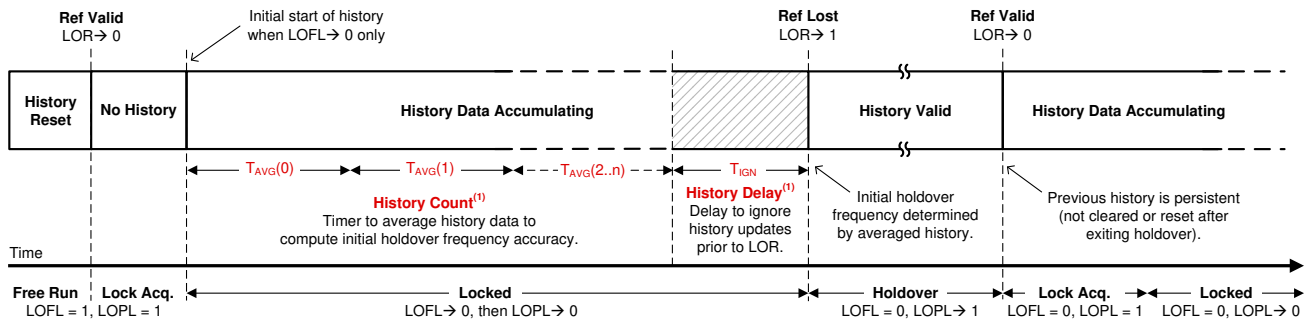 Ref Valid
LOR→ 0
Initial start of history
when LOFL→ 0 only
Ref Lost
LOR→ 1
Ref Valid
LOR→ 0
History
Reset
No History
History Data Accumulating
History Valid
History Data Accumulating
TAVG(0)
TAVG(1)
TAVG(2..n)
TIGN
History Count(1)
Timer to average history data to
compute initial holdover frequency accuracy.
History Delay(1)
Delay to ignore
history updates
prior to LOR.
Initial holdover
frequency determined
by averaged history.
Previous history is persistent
(not cleared or reset after
exiting holdover).
Time
Free Run
Lock Acq.
LOFL = 1, LOPL = 1
Locked
LOFL→ 0, then LOPL→ 0
Holdover
LOFL = 0, LOPL→ 1
Lock Acq.
LOFL = 0, LOPL = 1
Locked
LOFL = 0, LOPL→ 0